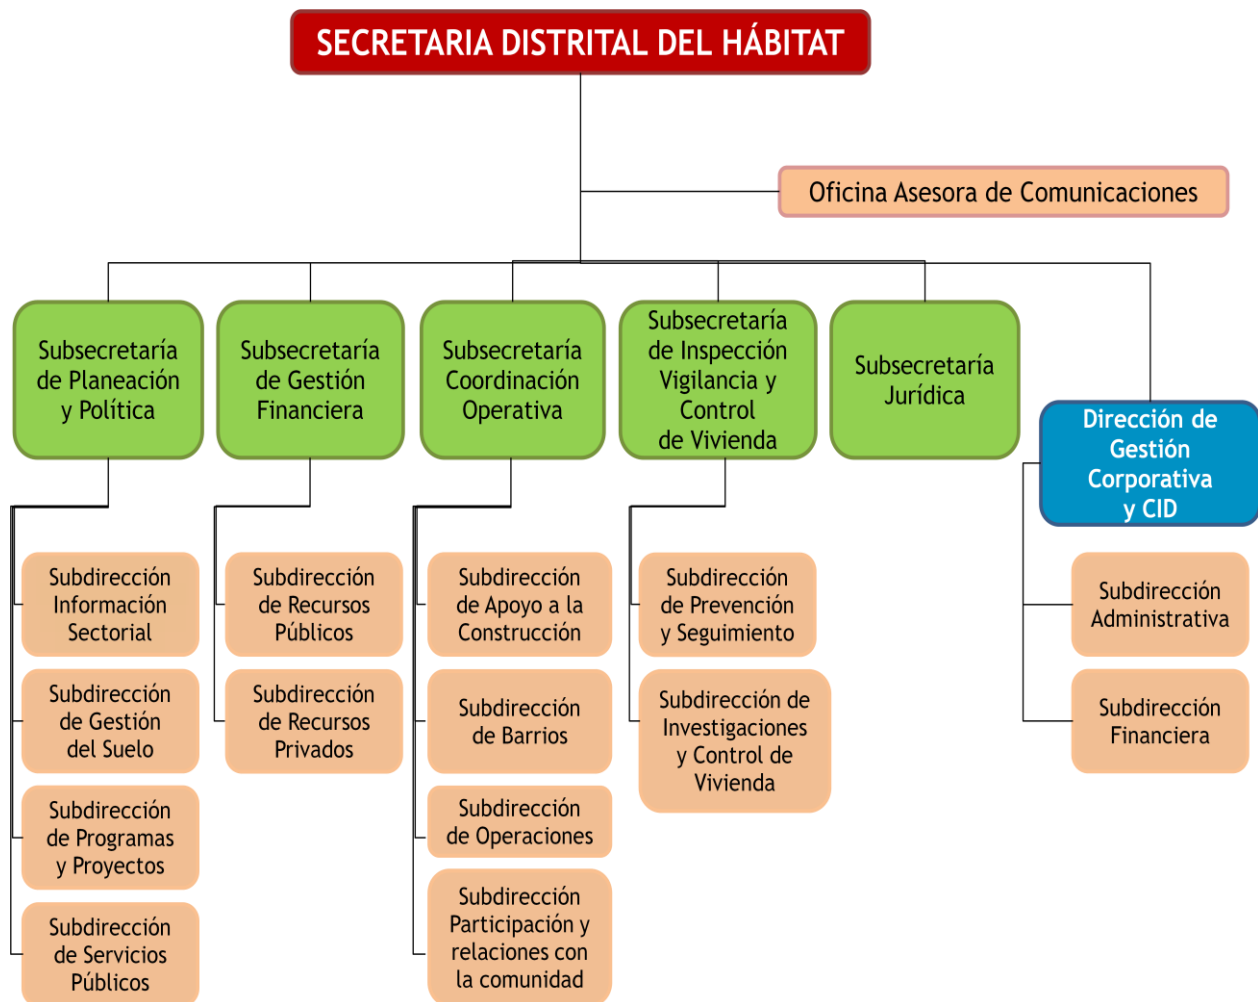 SECRETARIA DISTRITAL DEL HÁBITAT
Oficina Asesora de Comunicaciones
Subsecretaría
de Planeación
y Política
Subsecretaría
de Gestión
Financiera
Subsecretaría
Coordinación
Operativa
Subsecretaría
de Inspección
Vigilancia y
Control
de Vivienda
Subsecretaría
Jurídica
Dirección de
Gestión
Corporativa
y CID
Subdirección
Información
Sectorial
Subdirección
de Gestión
del Suelo
Subdirección
de Programas
y Proyectos
Subdirección
de Servicios
Públicos
Subdirección
de Recursos
Públicos
Subdirección
de Recursos
Privados
Subdirección
de Apoyo a la
Construcción
Subdirección
de Barrios
Subdirección
de Operaciones
Subdirección
Participación y
relaciones con
la comunidad
Subdirección
de Prevención
y Seguimiento
Subdirección de
Investigaciones
y Control de
Vivienda
Subdirección
Administrativa
Subdirección
Financiera